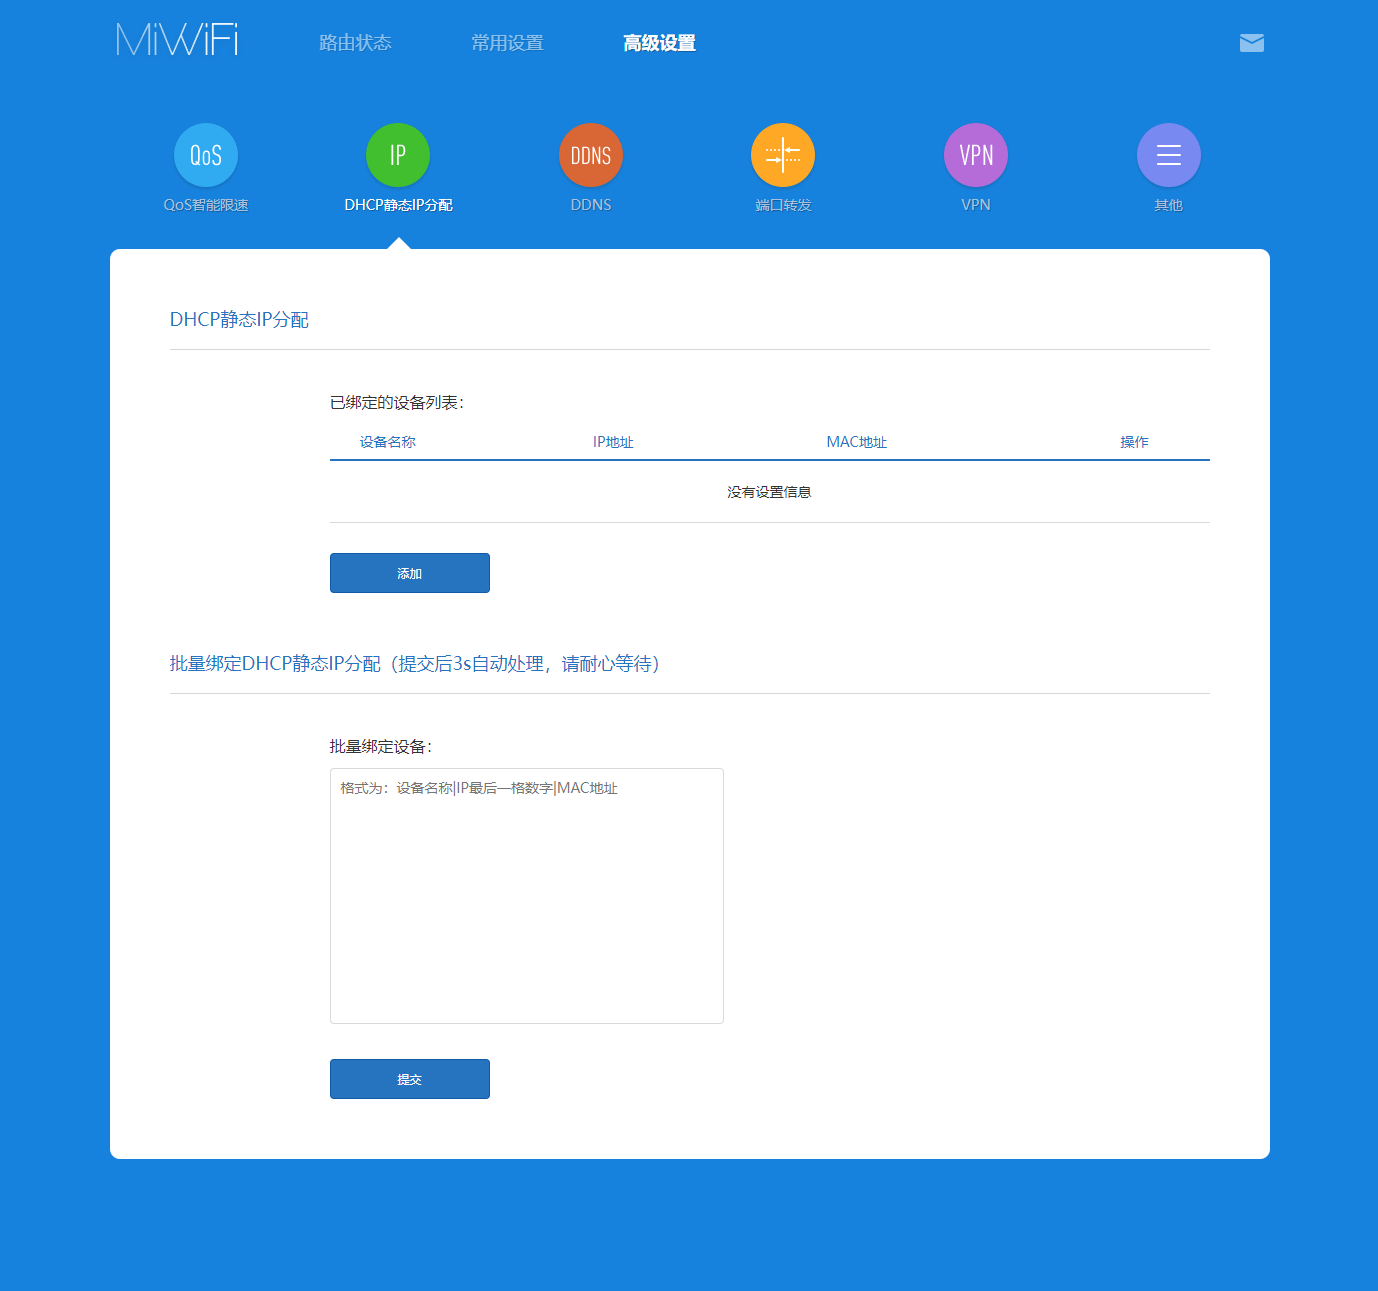 MiWiFi 路由状态 常用设置 高级设置
QoS IP DDNS VPN
QoS智能限速 DHCP静态IP分配 DDNS 端口转发 VPN 其他
DHCP静态IP分配
已绑定的设备列表：
设备名称 IP地址 MAC地址 操作
没有设置信息
添加
批量绑定DHCP静态IP分配（提交后3s自动处理，请耐心等待）
批量绑定设备：
格式为：设备名称|IP最后一格数字|MAC地址
提交